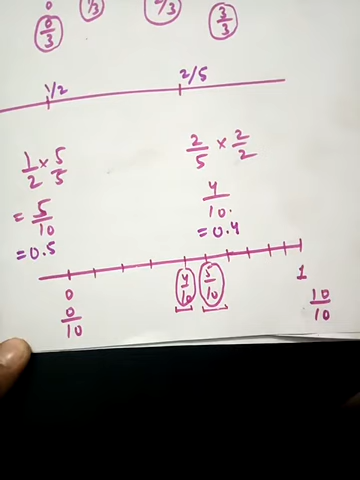 0 1/3 2/3
0/3 3/3
1/2 2/5
1/2 × 5/5 2/5 × 2/2
= 5/10 4/10.
= 0.5 = 0.4
0 4/10 5/10 1
0/10 10/10